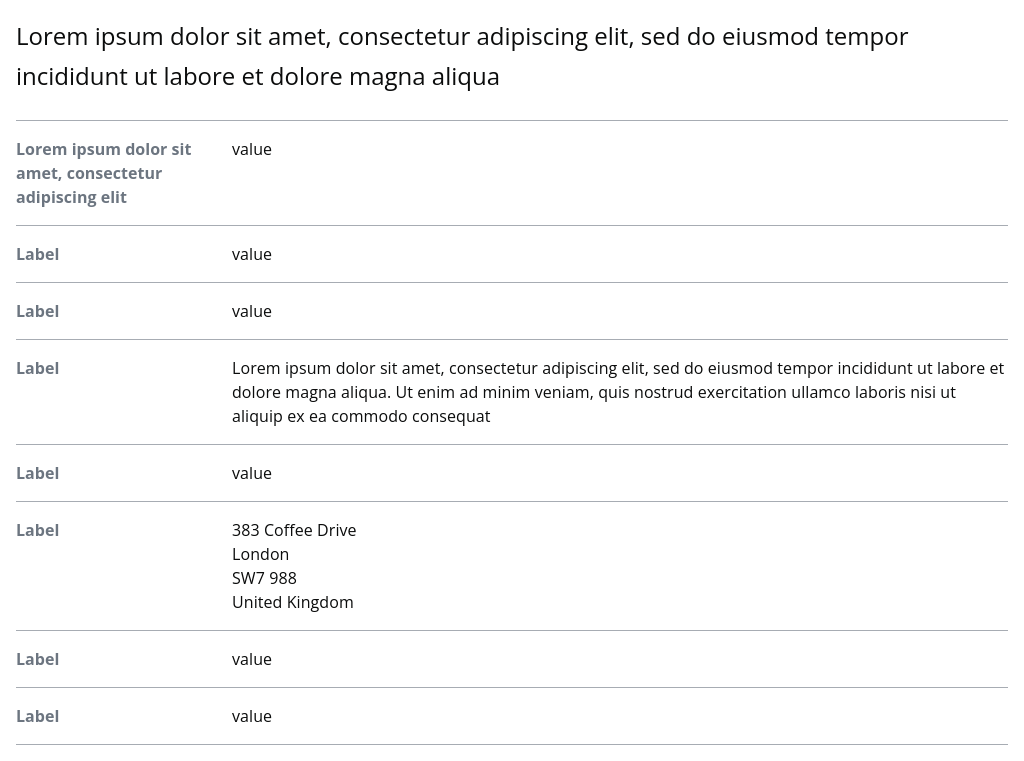 Lorem ipsum dolor sit amet, consectetur adipiscing elit, sed do eiusmod tempor
incididunt ut labore et dolore magna aliqua
Lorem ipsum dolor sit
amet, consectetur
adipiscing elit
value
Label
value
Label
value
Label
Lorem ipsum dolor sit amet, consectetur adipiscing elit, sed do eiusmod tempor incididunt ut labore et
dolore magna aliqua. Ut enim ad minim veniam, quis nostrud exercitation ullamco laboris nisi ut
aliquip ex ea commodo consequat
Label
value
Label
383 Coffee Drive
London
SW7 988
United Kingdom
Label
value
Label
value